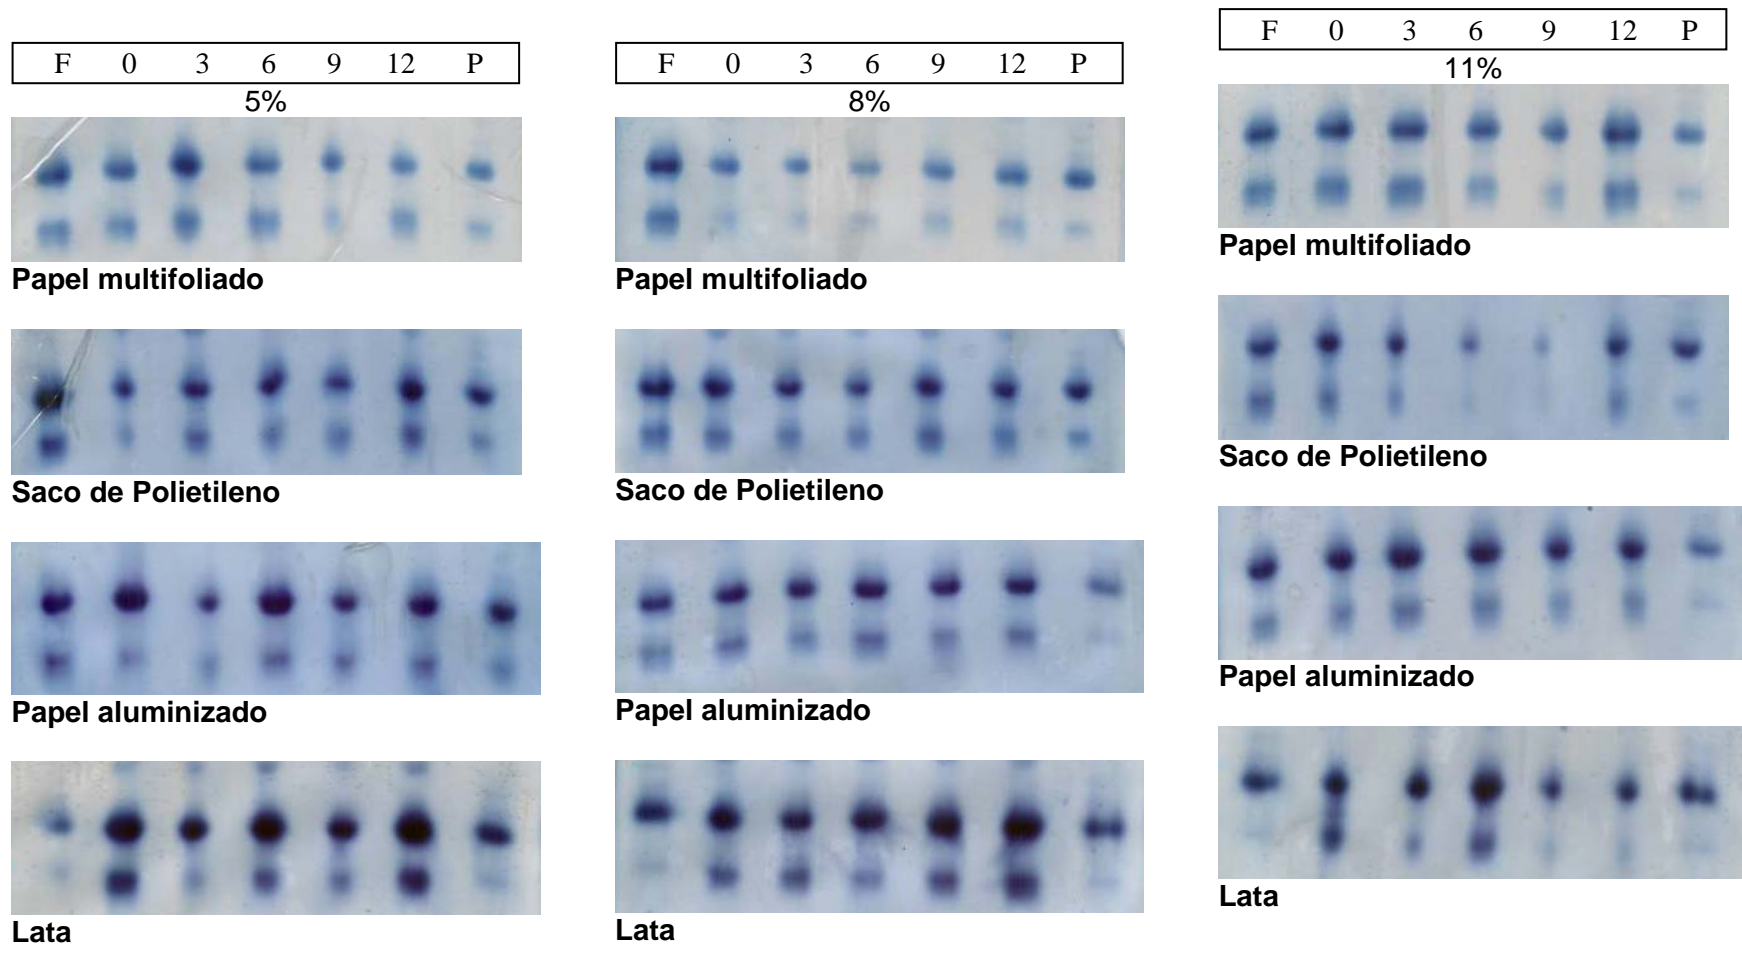 F 0 3 6 9 12 P
5%
Papel multifoliado
Saco de Polietileno
Papel aluminizado
Lata
F 0 3 6 9 12 P
8%
Papel multifoliado
Saco de Polietileno
Papel aluminizado
Lata
F 0 3 6 9 12 P
11%
Papel multifoliado
Saco de Polietileno
Papel aluminizado
Lata